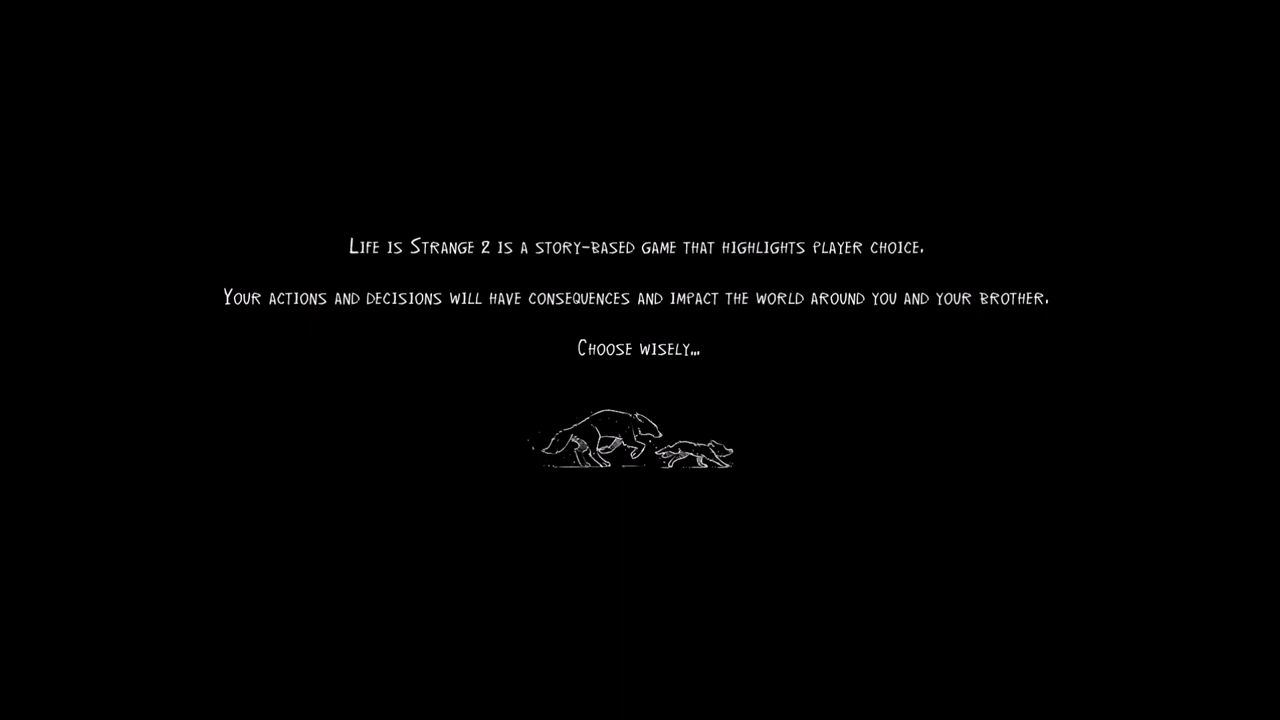 Life is Strange 2 is a story-based game that highlights player choice.
Your actions and decisions will have consequences and impact the world around you and your brother.
Choose wisely...